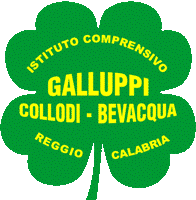 ISTITUTO COMPRENSIVO
GALLUPPI
COLLODI - BEVACQUA
REGGIO CALABRIA